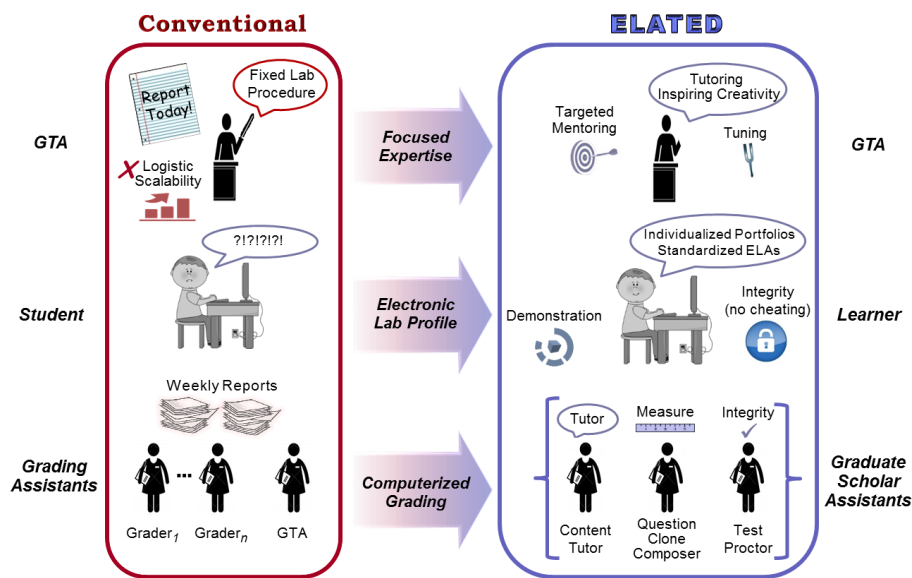 Conventional
ELATED
Report
Today!
Fixed Lab
Procedure
GTA
X Logistic
Scalability
Focused
Expertise
Tutoring
Inspiring Creativity
Targeted
Mentoring
Tuning
GTA
?!?!?!?!
Student
Electronic
Lab Profile
Individualized Portfolios
Standardized ELAs
Demonstration
Integrity
(no cheating)
Learner
Weekly Reports
Grading
Assistants
...
Grader1
Gradern
GTA
Computerized
Grading
Tutor
Measure
Integrity
Content
Tutor
Question
Clone
Composer
Test
Proctor
Graduate
Scholar
Assistants